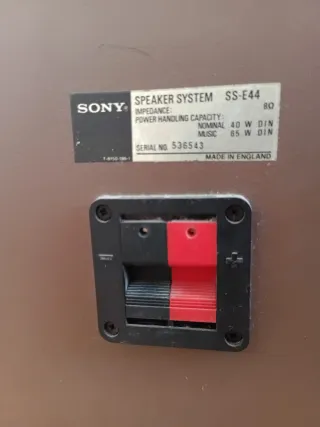 SONY
SPEAKER SYSTEM SS-E44
IMPEDANCE: 8Ω
POWER HANDLING CAPACITY:
NOMINAL 40 W DIN
MUSIC 85 W DIN
SERIAL NO. 536543
MADE IN ENGLAND